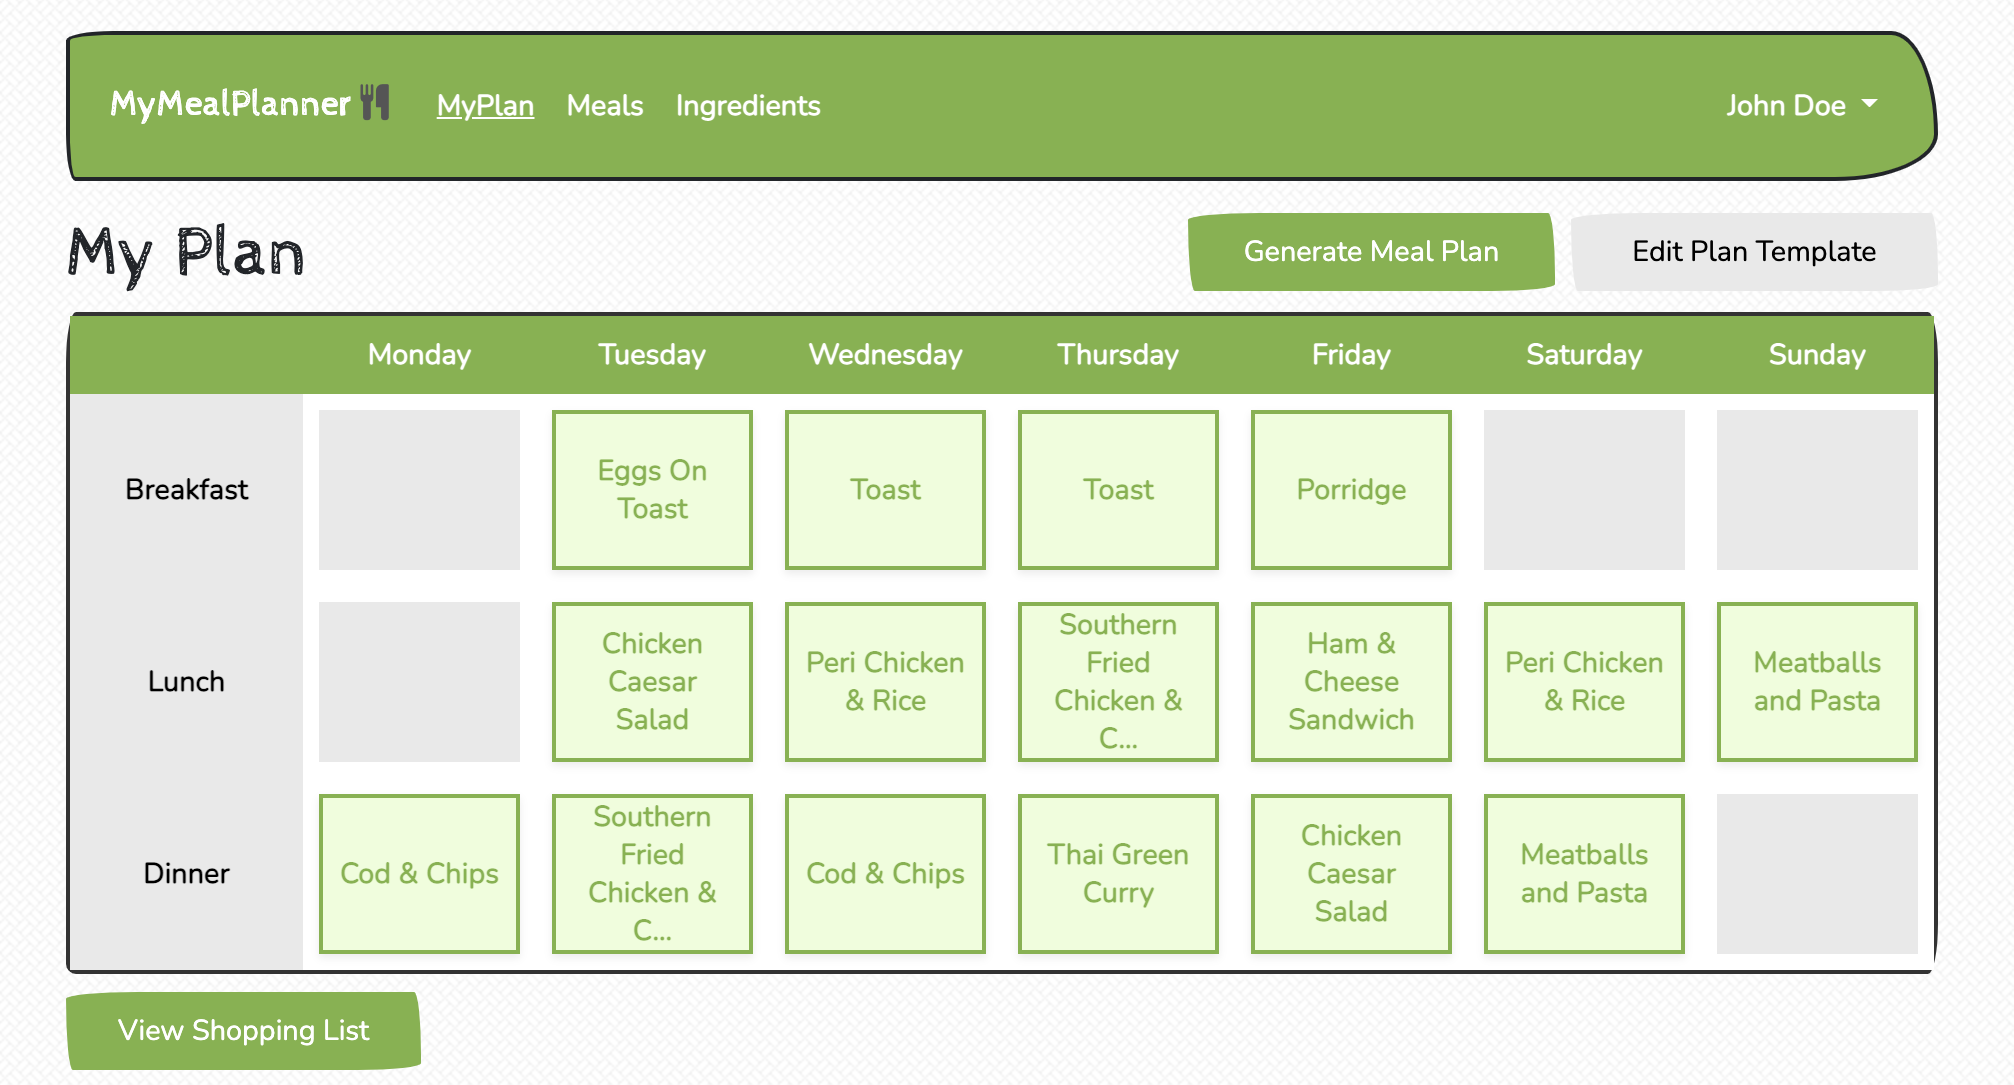 MyMealPlanner MyPlan Meals Ingredients John Doe
My Plan
Generate Meal Plan Edit Plan Template
Monday Tuesday Wednesday Thursday Friday Saturday Sunday
Breakfast
Eggs On
Toast
Toast
Toast
Porridge
Lunch
Chicken
Caesar
Salad
Peri Chicken
& Rice
Southern
Fried
Chicken &
C...
Ham &
Cheese
Sandwich
Peri Chicken
& Rice
Meatballs
and Pasta
Dinner
Cod & Chips
Southern
Fried
Chicken &
C...
Cod & Chips
Thai Green
Curry
Chicken
Caesar
Salad
Meatballs
and Pasta
View Shopping List